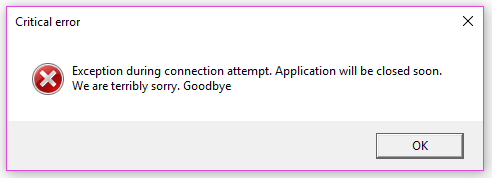 Critical error
Exception during connection attempt. Application will be closed soon.
We are terribly sorry. Goodbye
OK